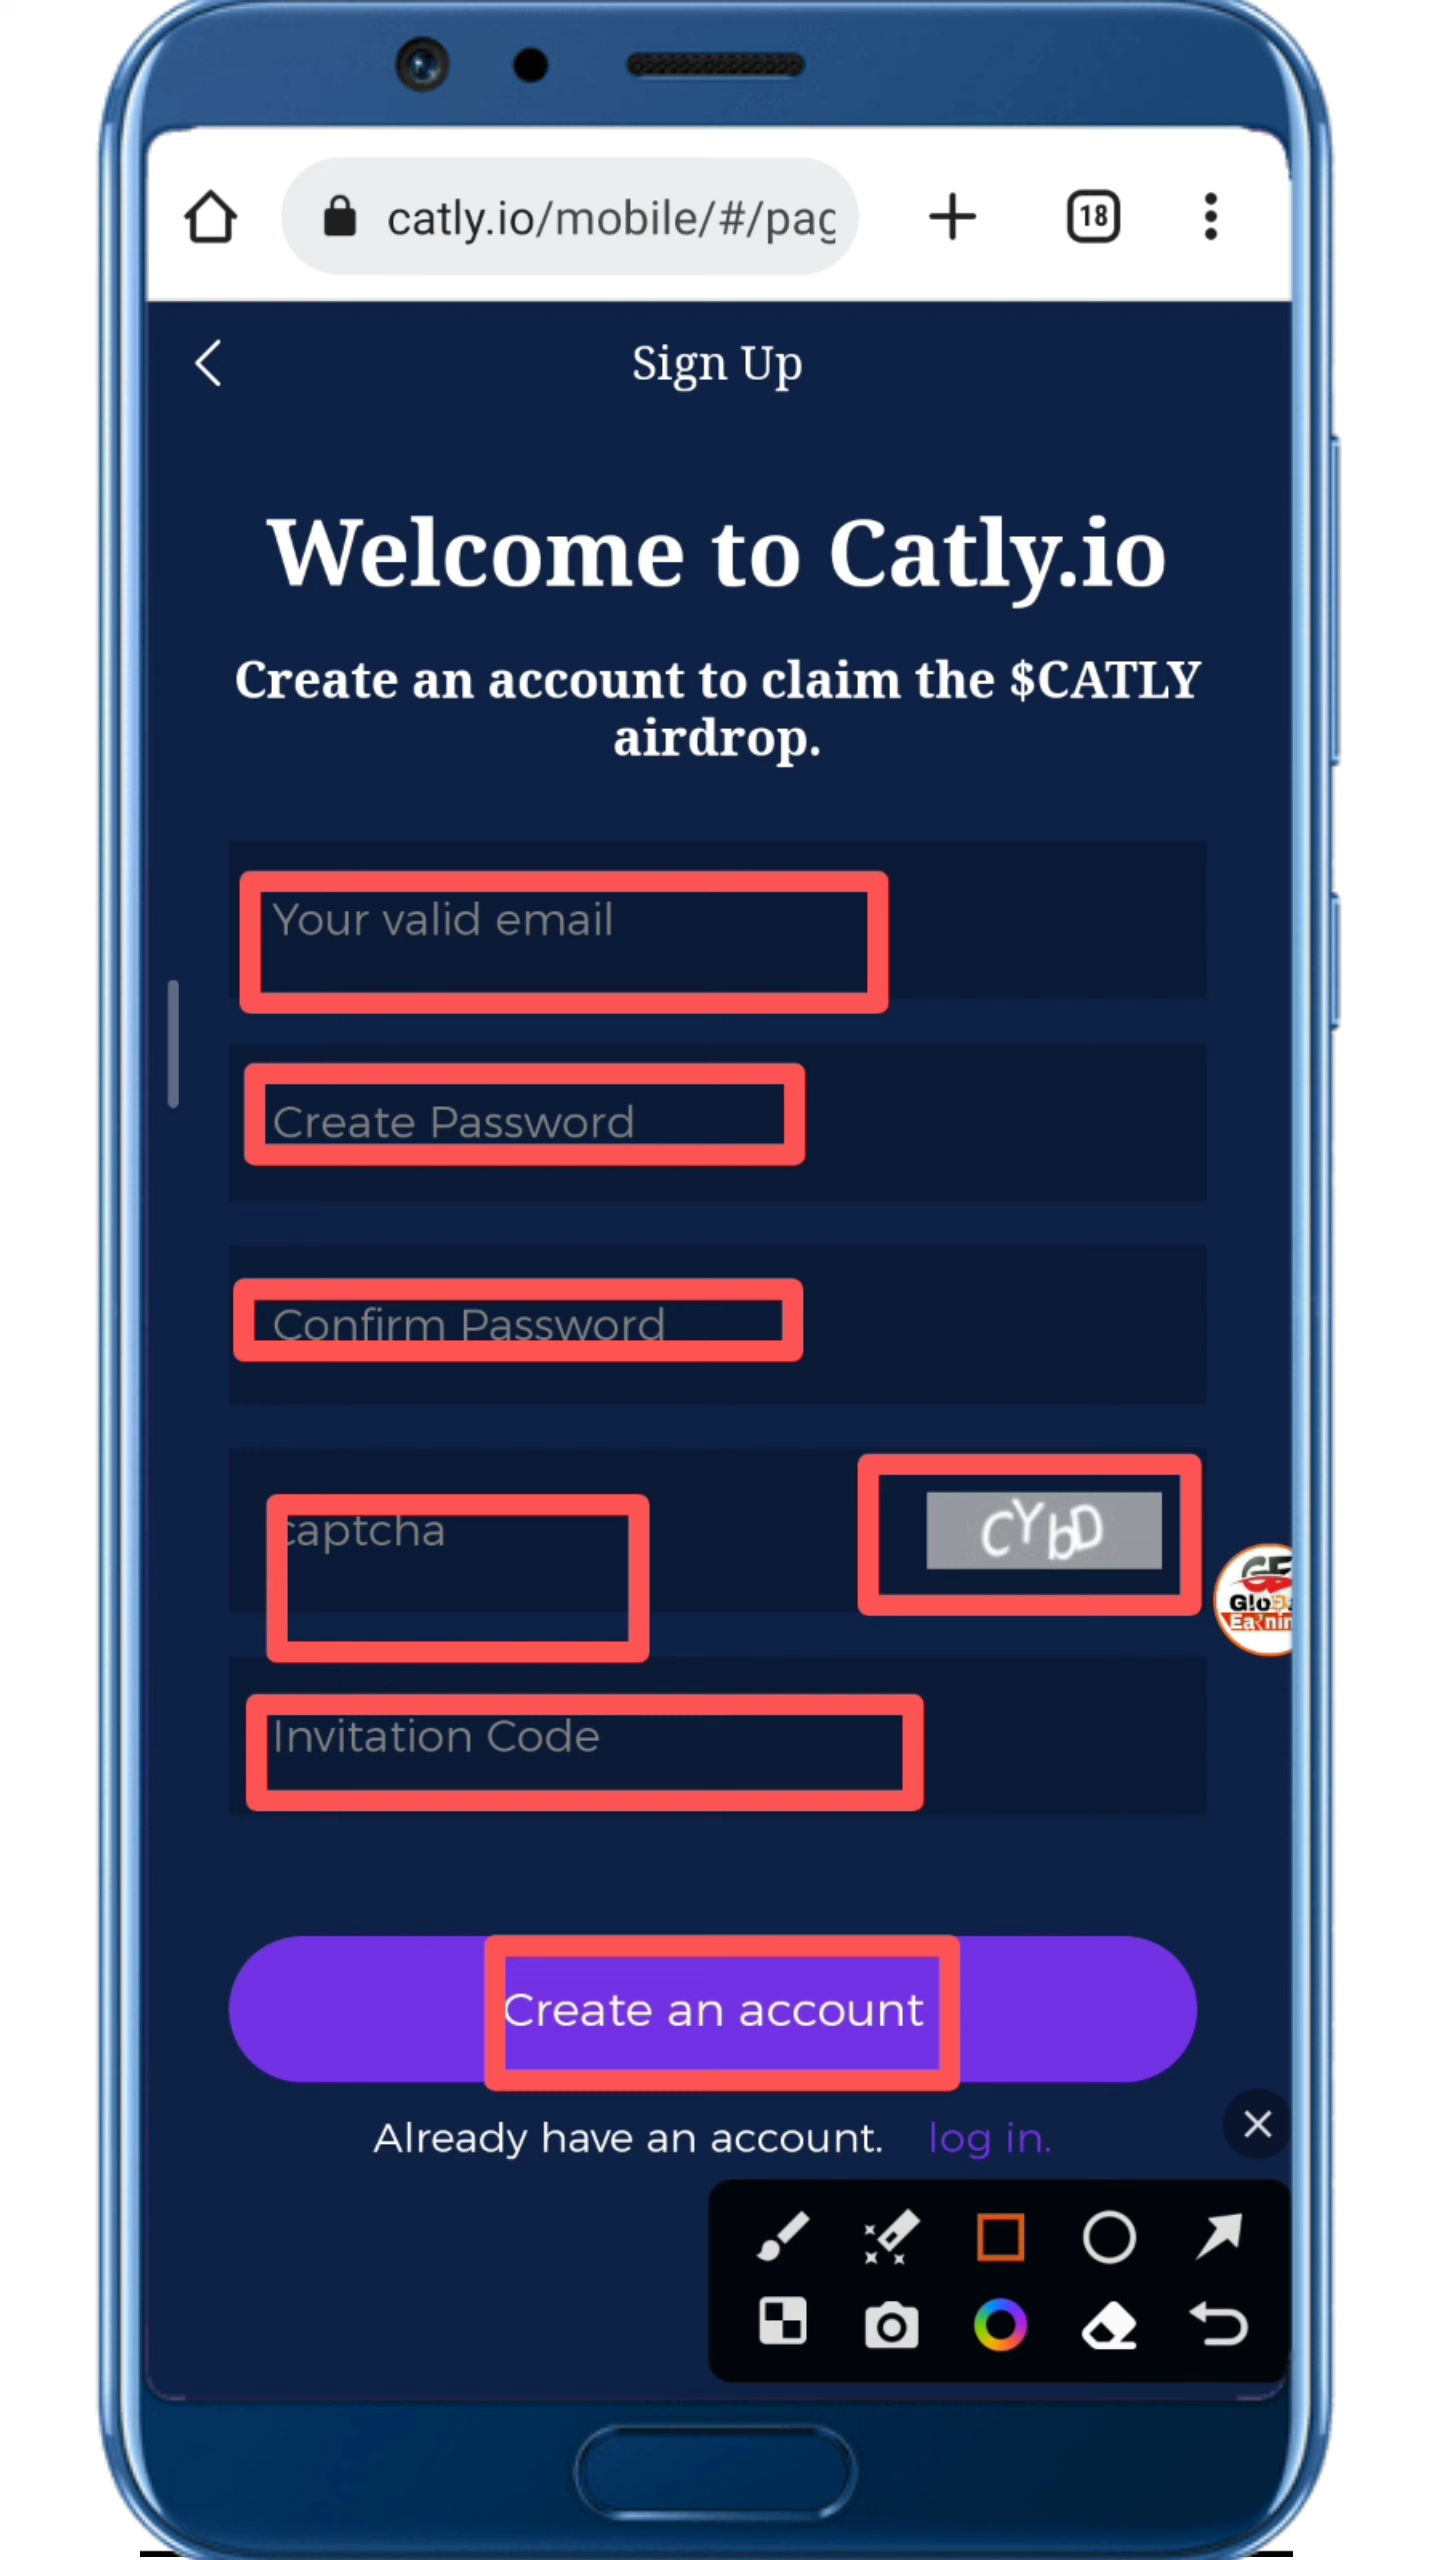 catly.io/mobile/#/pag
18
Sign Up
Welcome to Catly.io
Create an account to claim the $CATLY
airdrop.
Your valid email
Create Password
Confirm Password
captcha
CYbD
Invitation Code
Create an account
Already have an account. log in.